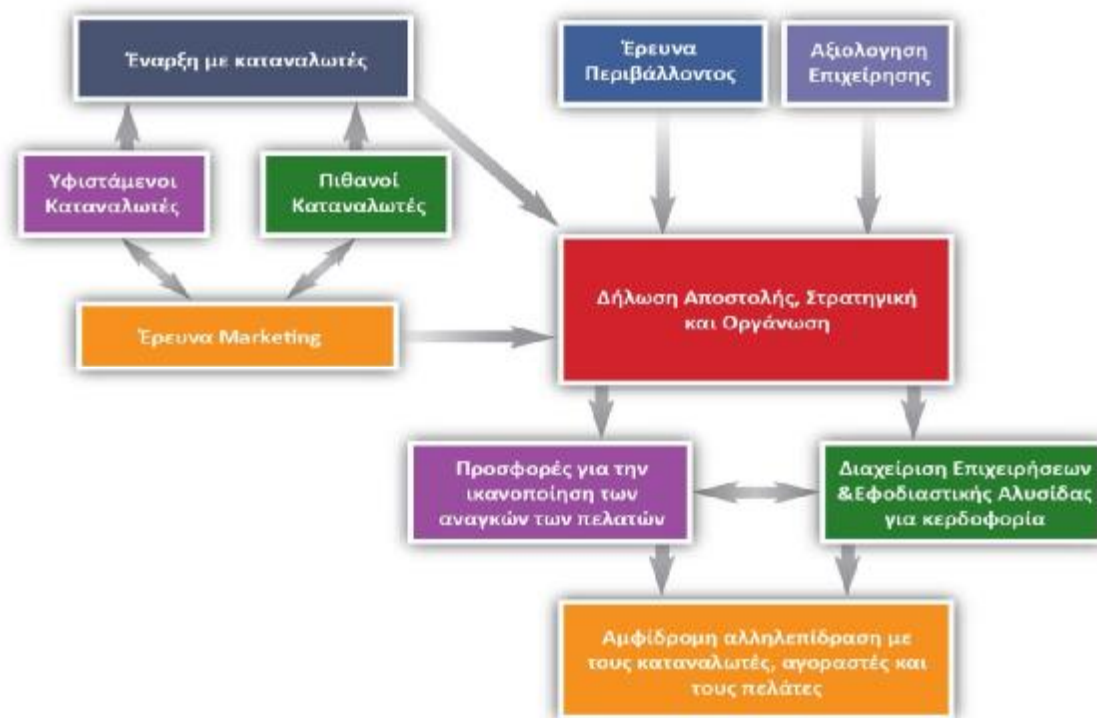 Έναρξη με καταναλωτές
Έρευνα
Περιβάλλοντος
Αξιολογηση
Επιχείρησης
Υφιστάμενοι
Καταναλωτές
Πιθανοί
Καταναλωτές
Δήλωση Αποστολής, Στρατηγική
και Οργάνωση
Έρευνα Marketing
Προσφορές για την
ικανοποίηση των
αναγκών των πελατών
Διαχείριση Επιχειρήσεων
&Εφοδιαστικής Αλυσίδας
για κερδοφορία
Αμφίδρομη αλληλεπίδραση με
τους καταναλωτές, αγοραστές και
τους πελάτες